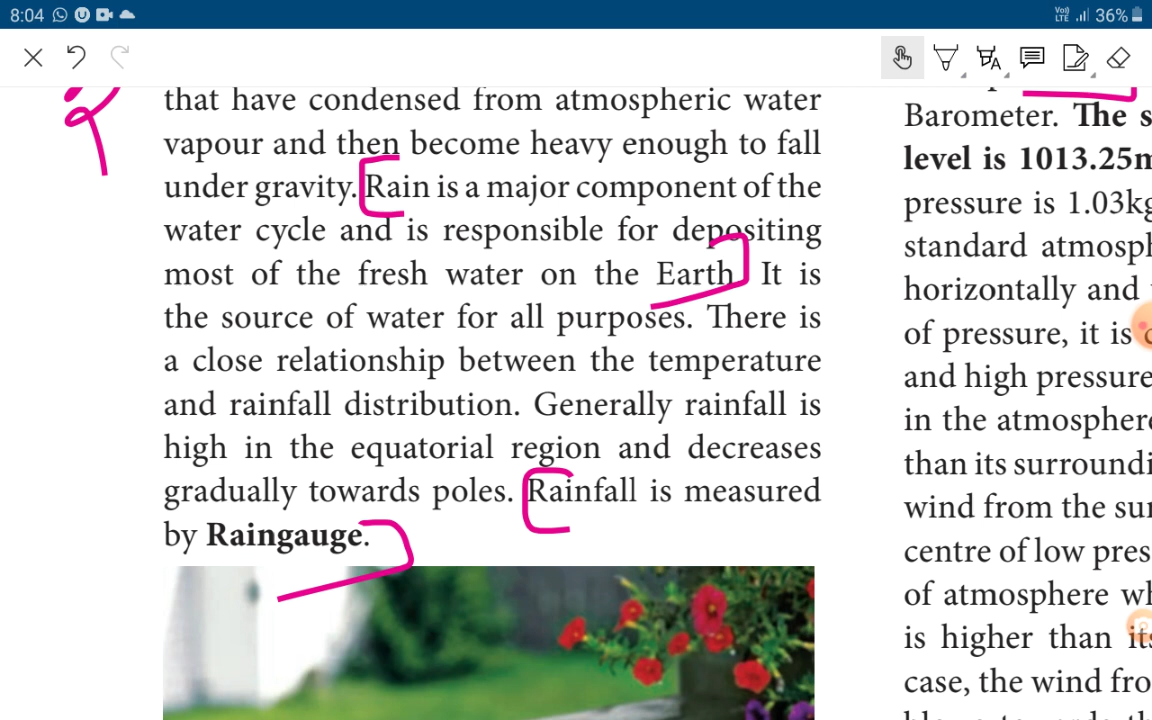 8:04
Vo))
LTE
36%
that have condensed from atmospheric water
vapour and then become heavy enough to fall
under gravity. Rain is a major component of the
water cycle and is responsible for depositing
most of the fresh water on the Earth. It is
the source of water for all purposes. There is
a close relationship between the temperature
and rainfall distribution. Generally rainfall is
high in the equatorial region and decreases
gradually towards poles. Rainfall is measured
by Raingauge.
Barometer. The s
level is 1013.25m
pressure is 1.03kg
standard atmosph
horizontally and
of pressure, it is
and high pressure
in the atmosphere
than its surroundi
wind from the sur
centre of low pres
of atmosphere wh
is higher than its
case, the wind fro